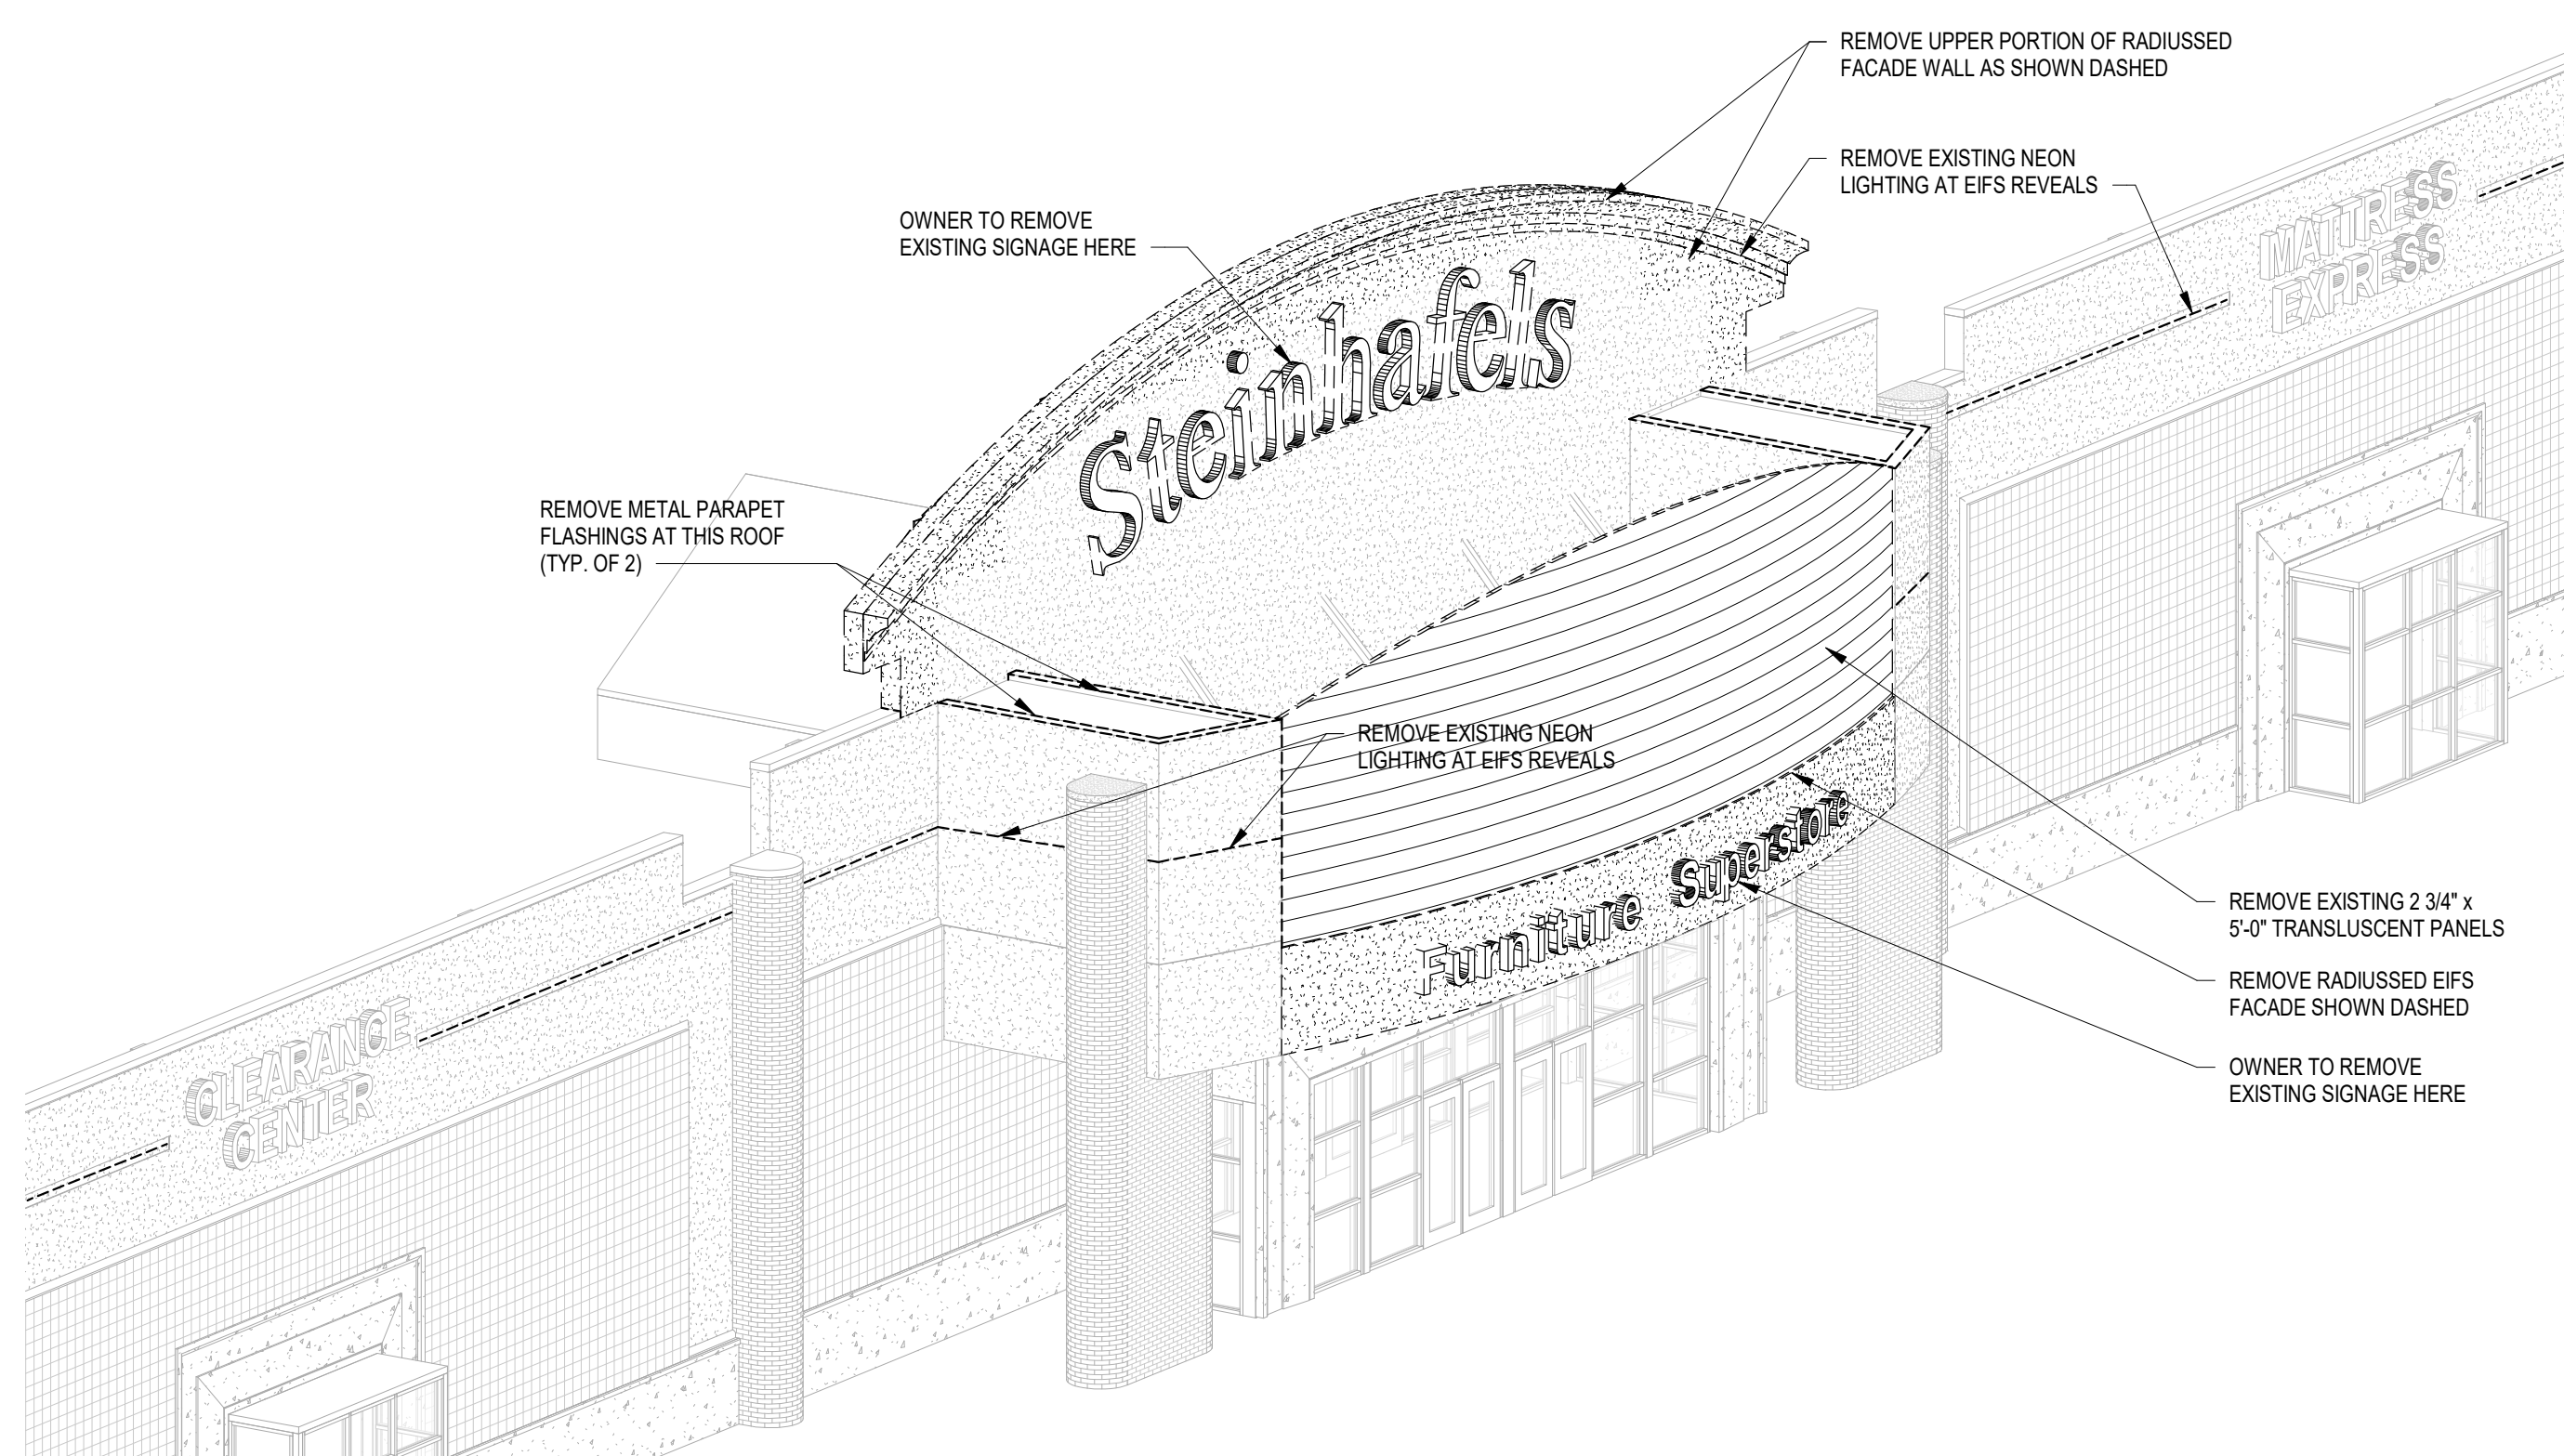 REMOVE UPPER PORTION OF RADIUSSED
FACADE WALL AS SHOWN DASHED
REMOVE EXISTING NEON
LIGHTING AT EIFS REVEALS
MATTRESS
EXPRESS
OWNER TO REMOVE
EXISTING SIGNAGE HERE
Steinhafels
REMOVE METAL PARAPET
FLASHINGS AT THIS ROOF
(TYP. OF 2)
REMOVE EXISTING NEON
LIGHTING AT EIFS REVEALS
Furniture Superstore
REMOVE EXISTING 2 3/4" x
5'-0" TRANSLUSCENT PANELS
REMOVE RADIUSSED EIFS
FACADE SHOWN DASHED
OWNER TO REMOVE
EXISTING SIGNAGE HERE
CLEARANCE
CENTER